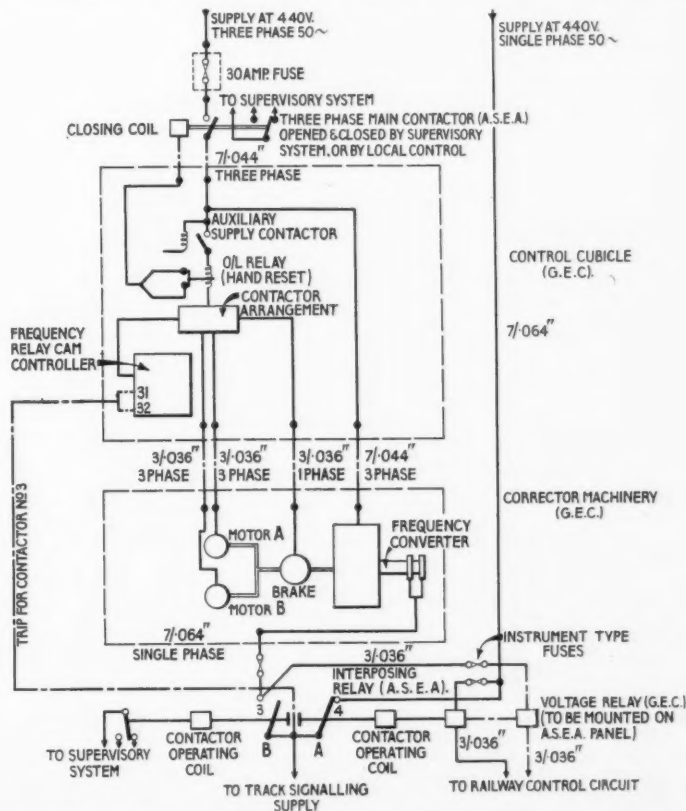 SUPPLY AT 440V.
THREE PHASE 50~
SUPPLY AT 440V.
SINGLE PHASE 50~
30AMP. FUSE
TO SUPERVISORY SYSTEM
CLOSING COIL
THREE PHASE MAIN CONTACTOR (A.S.E.A.)
OPENED & CLOSED BY SUPERVISORY
SYSTEM, OR BY LOCAL CONTROL
7/·044"
THREE PHASE
AUXILIARY
SUPPLY CONTACTOR
CONTROL CUBICLE
(G.E.C).
O/L RELAY
(HAND RESET)
CONTACTOR
ARRANGEMENT
FREQUENCY
RELAY CAM
CONTROLLER
7/·064"
31
32
3/·036"
3 PHASE
3/·036"
3 PHASE
3/·036"
1 PHASE
7/·044"
3 PHASE
TRIP FOR CONTACTOR Nº3
CORRECTOR MACHINERY
(G.E.C.)
FREQUENCY
CONVERTER
MOTOR A
BRAKE
MOTOR B
7/·064"
SINGLE PHASE
INSTRUMENT TYPE
FUSES
3/·036"
INTERPOSING
RELAY (A.S.E.A).
3
4
VOLTAGE RELAY (G.E.C.)
(TO BE MOUNTED ON
A.S.E.A. PANEL)
B
A
CONTACTOR
OPERATING
COIL
CONTACTOR
OPERATING
COIL
3/·036"
3/·036"
TO SUPERVISORY
SYSTEM
TO TRACK SIGNALLING
SUPPLY
TO RAILWAY CONTROL CIRCUIT